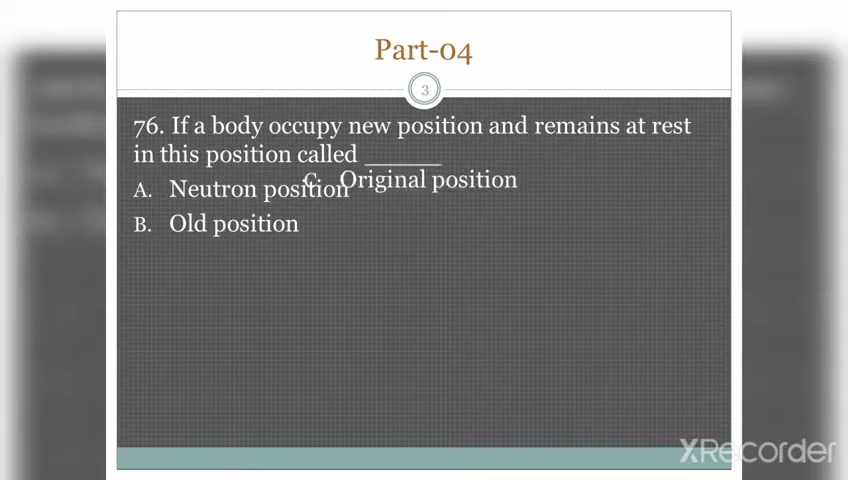 Part-04
3
76. If a body occupy new position and remains at rest
in this position called ______
A. Neutron position
C. Original position
B. Old position
XRecorder